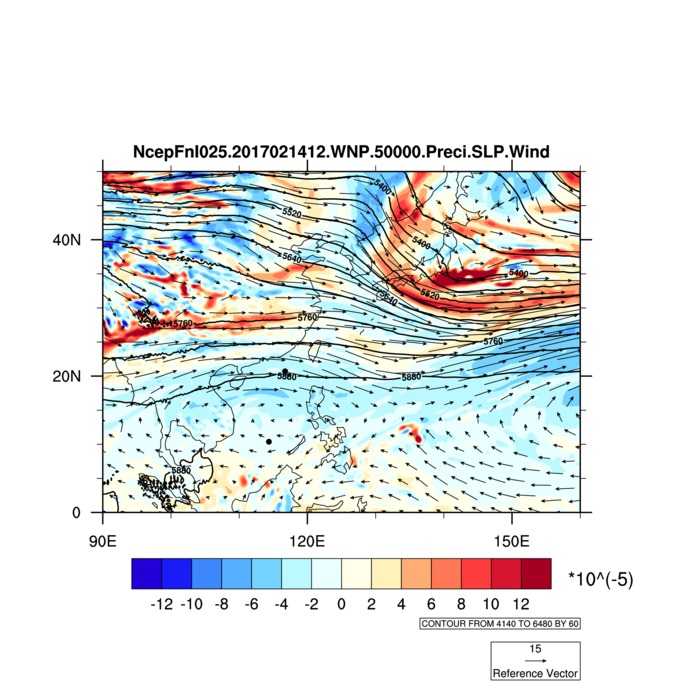 NcepFnl025.2017021412.WNP.50000.Preci.SLP.Wind
5400
5520
40N
5400
5640
5400
5520
5640
5760
5760
5760
20N
5880
5880
5880
0
90E 120E 150E
*10^(-5)
-12 -10 -8 -6 -4 -2 0 2 4 6 8 10 12
CONTOUR FROM 4140 TO 6480 BY 60
15
Reference Vector